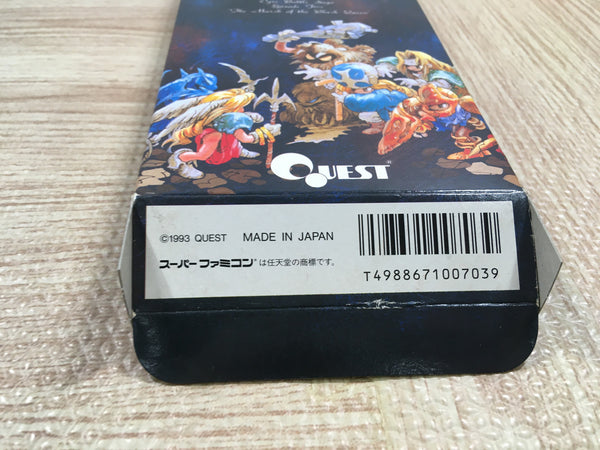 Epic Battle Saga
Episode Five
"The March of the Black Queen"
QUEST®
©1993 QUEST MADE IN JAPAN
スーパーファミコン®は任天堂の商標です。
T4988671007039